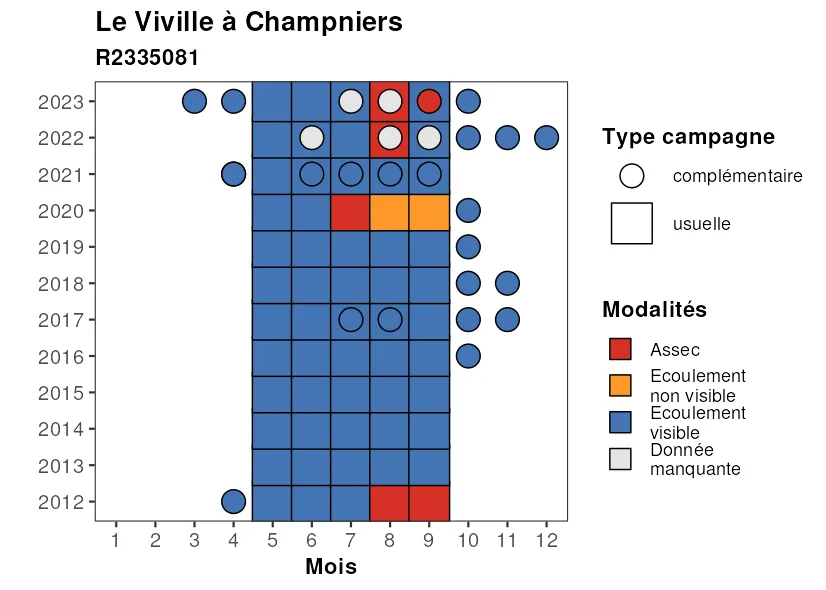 Le Viville à Champniers
R2335081
2023
2022
2021
2020
2019
2018
2017
2016
2015
2014
2013
2012
1 2 3 4 5 6 7 8 9 10 11 12
Mois
Type campagne
complémentaire
usuelle
Modalités
Assec
Ecoulement
non visible
Ecoulement
visible
Donnée
manquante